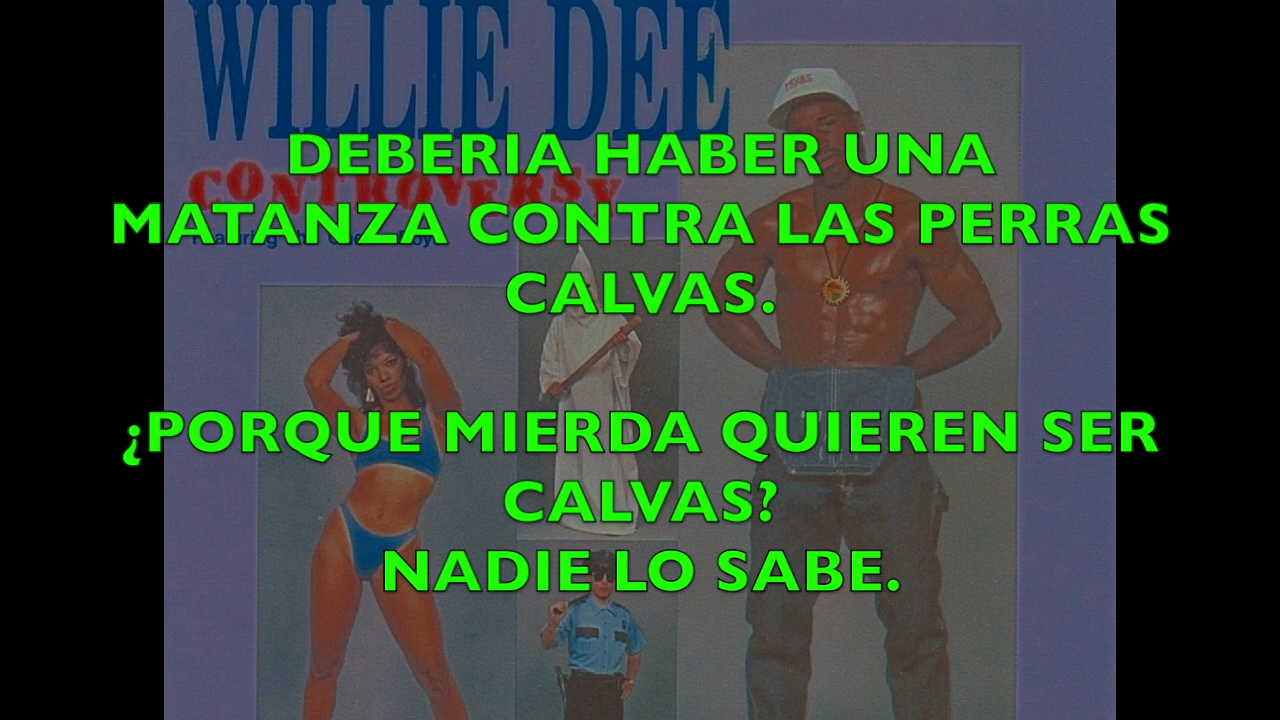 WILLIE DEE
CONTROVERSY
TEXAS
DEBERIA HABER UNA
MATANZA CONTRA LAS PERRAS
CALVAS.
¿PORQUE MIERDA QUIEREN SER
CALVAS?
NADIE LO SABE.